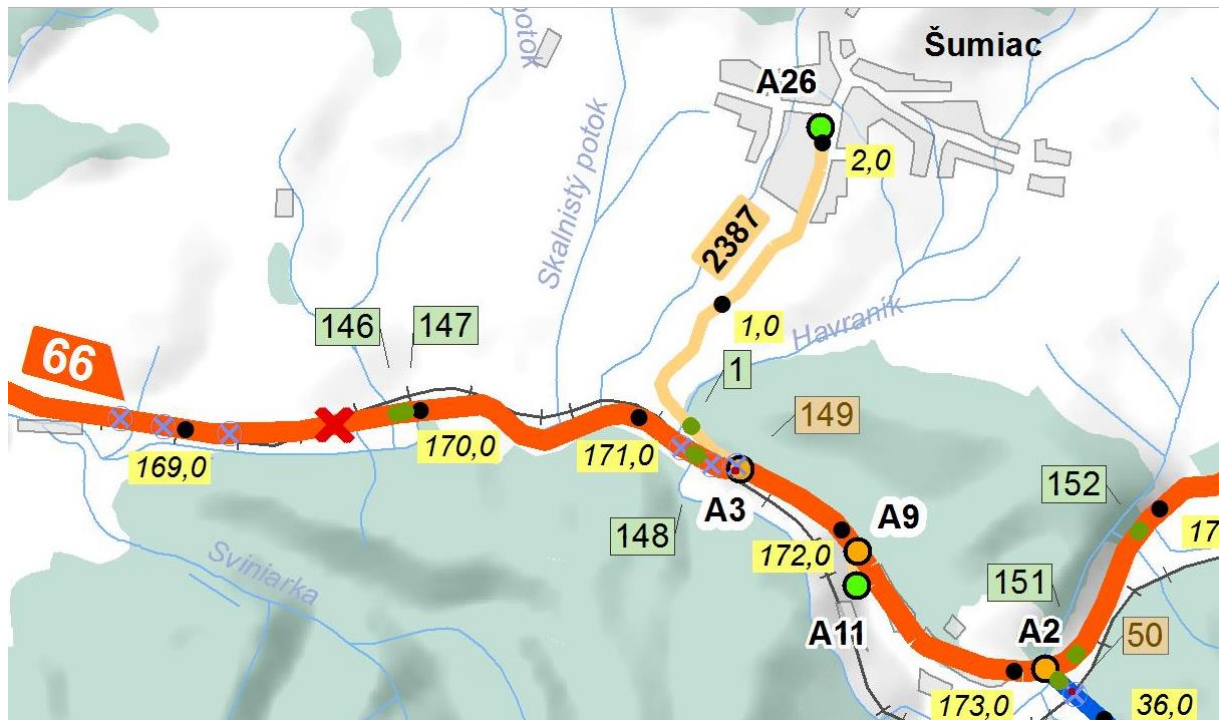 potok
Šumiac
A26
2,0
Skalnistý potok
2387
1,0
Havraník
146
147
66
1
149
169,0
170,0
171,0
A3
152
148
A9
172,0
17
Sviniarka
151
A11
A2
50
173,0
36,0